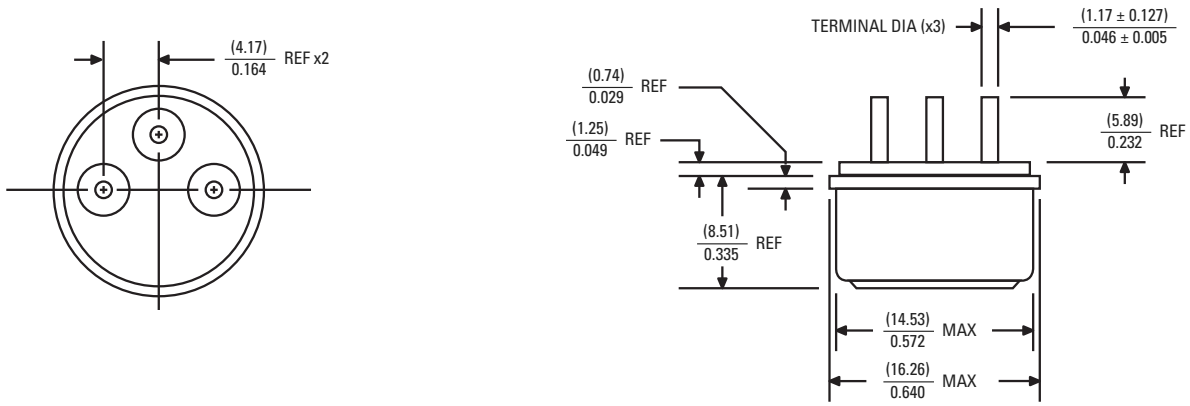 (4.17)
0.164 REF x2
TERMINAL DIA (x3)
(1.17 ± 0.127)
0.046 ± 0.005
(0.74)
0.029 REF
(1.25)
0.049 REF
(5.89)
0.232 REF
(8.51)
0.335 REF
(14.53)
0.572 MAX
(16.26)
0.640 MAX